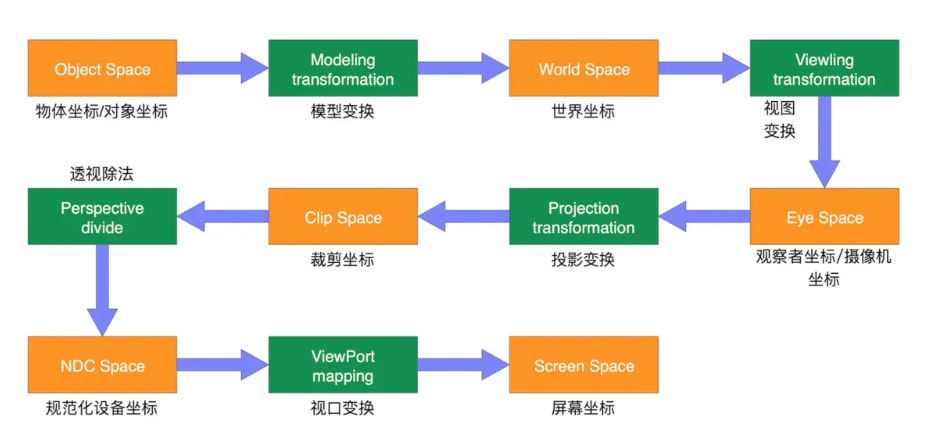 Object Space
物体坐标/对象坐标
Modeling
transformation
模型变换
World Space
世界坐标
Viewling
transformation
视图
变换
透视除法
Perspective
divide
Clip Space
裁剪坐标
Projection
transformation
投影变换
Eye Space
观察者坐标/摄像机
坐标
NDC Space
规范化设备坐标
ViewPort
mapping
视口变换
Screen Space
屏幕坐标